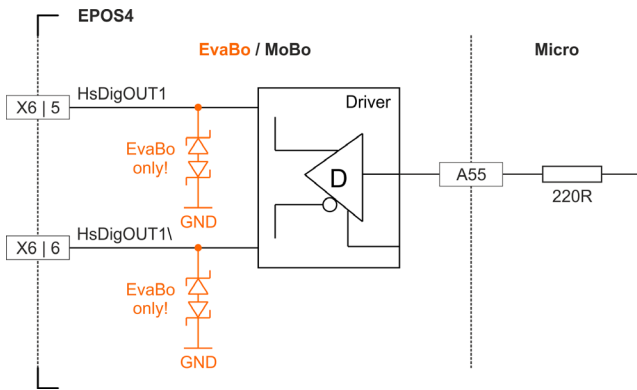 EPOS4
EvaBo / MoBo
Micro
X6 | 5
HsDigOUT1
Driver
EvaBo
only!
GND
D
A55
220R
X6 | 6
HsDigOUT1\
EvaBo
only!
GND